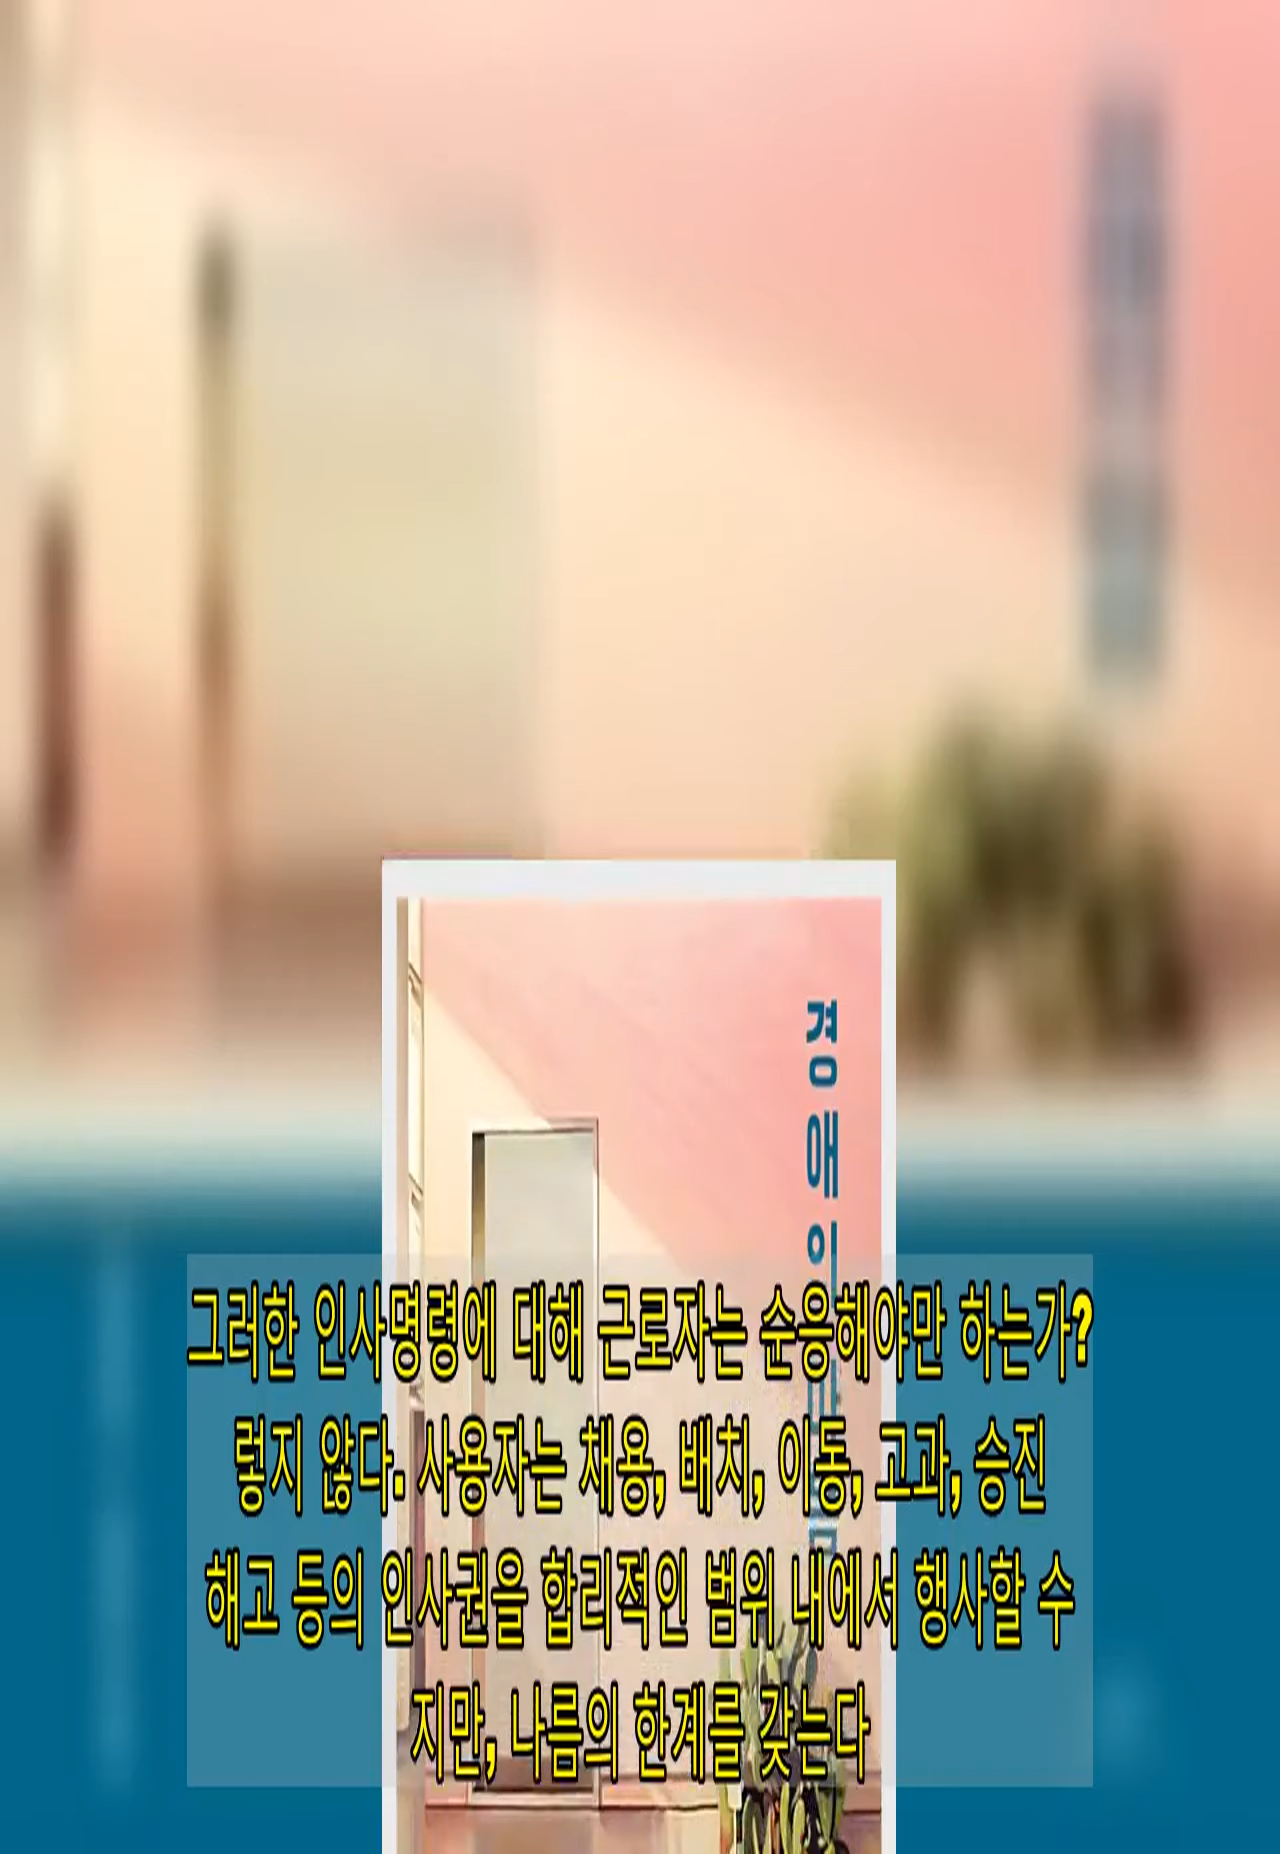 경애의
그러한 인사명령에 대해 근로자는 순응해야만 하는가?
렇지 않다. 사용자는 채용, 배치, 이동, 고과, 승진
해고 등의 인사권을 합리적인 범위 내에서 행사할 수
지만, 나름의 한계를 갖는다